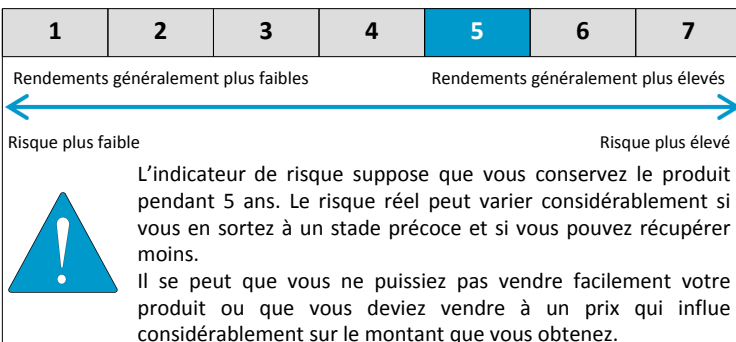 1 2 3 4 5 6 7
Rendements généralement plus faibles Rendements généralement plus élevés
Risque plus faible Risque plus élevé
L'indicateur de risque suppose que vous conservez le produit
pendant 5 ans. Le risque réel peut varier considérablement si
vous en sortez à un stade précoce et si vous pouvez récupérer
moins.
Il se peut que vous ne puissiez pas vendre facilement votre
produit ou que vous deviez vendre à un prix qui influe
considérablement sur le montant que vous obtenez.